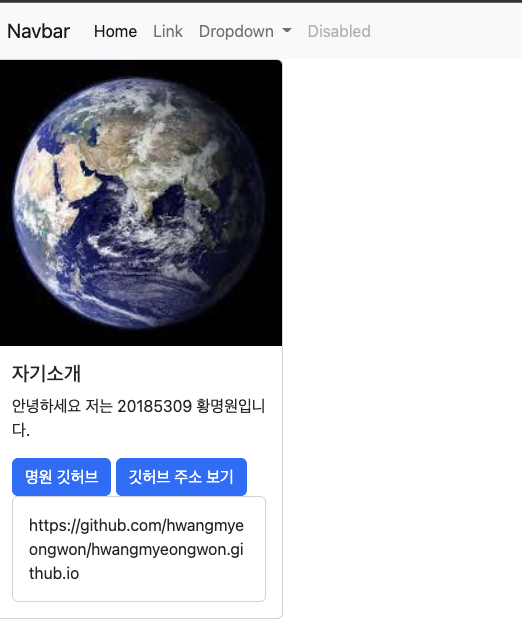 Navbar Home Link Dropdown Disabled
자기소개
안녕하세요 저는 20185309 황명원입니
다.
명원 깃허브 깃허브 주소 보기
https://github.com/hwangmye
ongwon/hwangmyeongwon.gi
thub.io